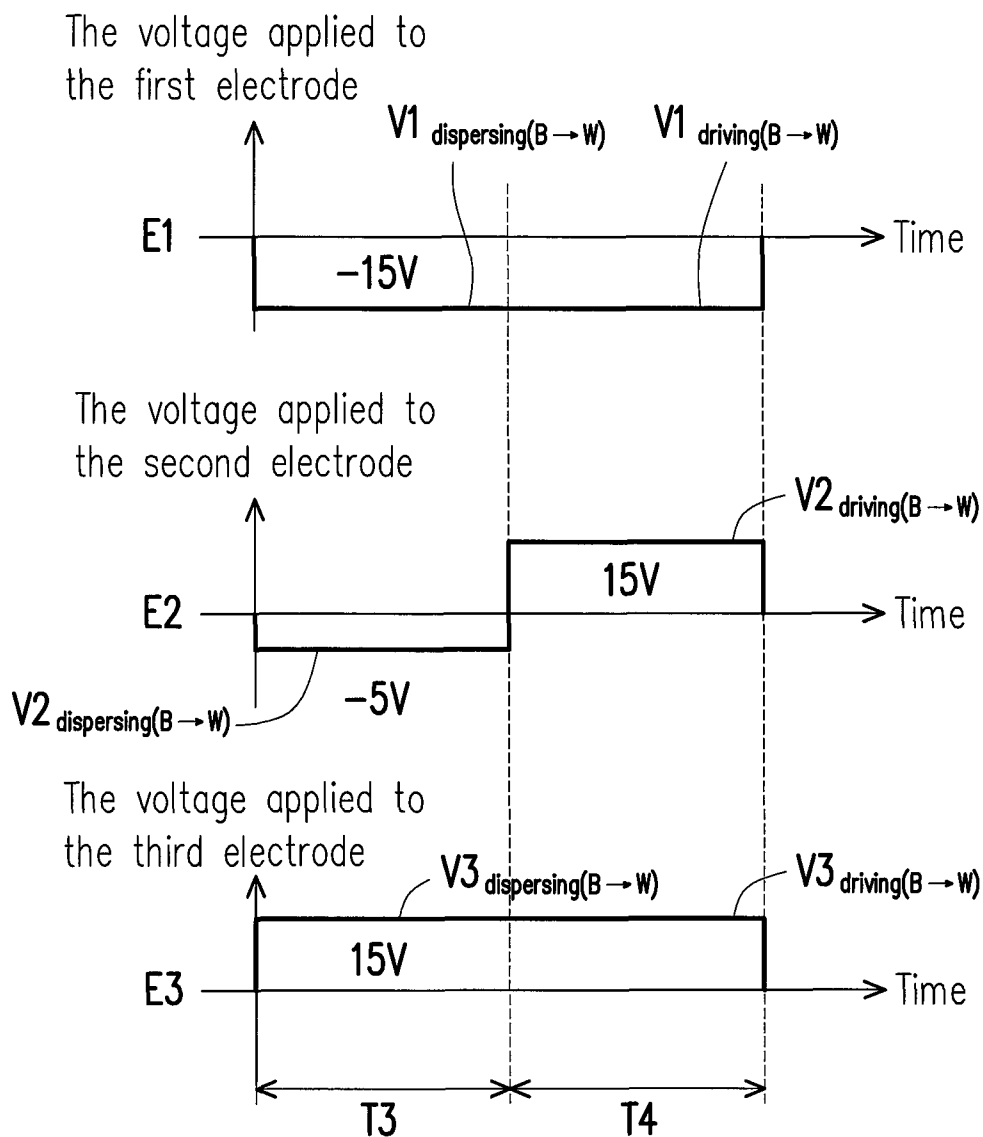 The voltage applied to
the first electrode
V1 dispersing(B→W) V1 driving(B→W)
E1 Time
−15V
The voltage applied to
the second electrode
V2 driving(B→W)
15V
E2 Time
−5V
V2 dispersing(B→W)
The voltage applied to
the third electrode
V3 dispersing(B→W) V3 driving(B→W)
15V
E3 Time
T3 T4